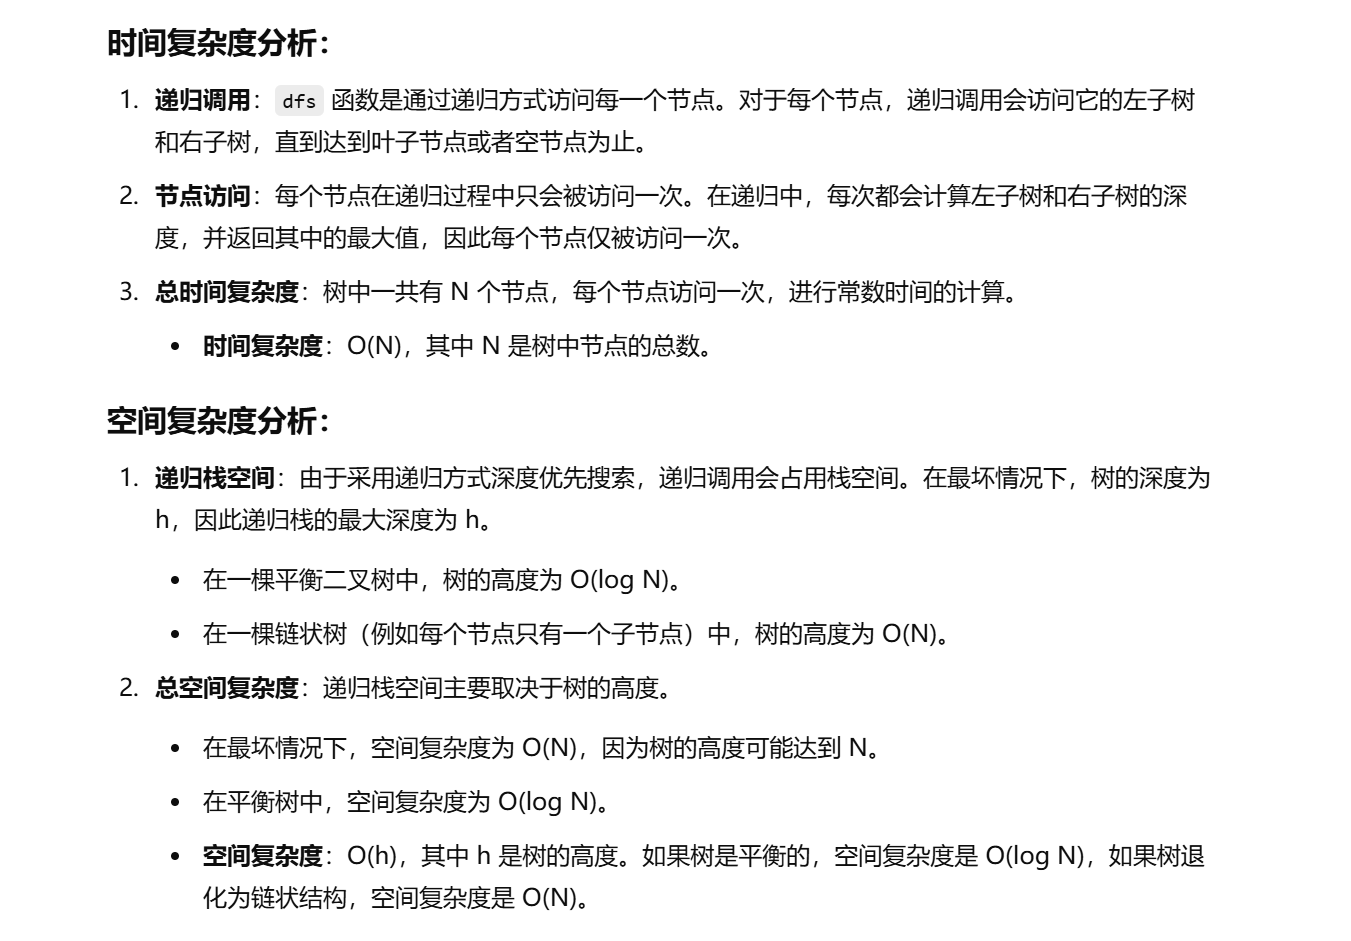 时间复杂度分析：
1. 递归调用：dfs 函数是通过递归方式访问每一个节点。对于每个节点，递归调用会访问它的左子树
和右子树，直到达到叶子节点或者空节点为止。
2. 节点访问：每个节点在递归过程中只会被访问一次。在递归中，每次都会计算左子树和右子树的深
度，并返回其中的最大值，因此每个节点仅被访问一次。
3. 总时间复杂度：树中一共有 N 个节点，每个节点访问一次，进行常数时间的计算。
• 时间复杂度：O(N)，其中 N 是树中节点的总数。
空间复杂度分析：
1. 递归栈空间：由于采用递归方式深度优先搜索，递归调用会占用栈空间。在最坏情况下，树的深度为
h，因此递归栈的最大深度为 h。
• 在一棵平衡二叉树中，树的高度为 O(log N)。
• 在一棵链状树（例如每个节点只有一个子节点）中，树的高度为 O(N)。
2. 总空间复杂度：递归栈空间主要取决于树的高度。
• 在最坏情况下，空间复杂度为 O(N)，因为树的高度可能达到 N。
• 在平衡树中，空间复杂度为 O(log N)。
• 空间复杂度：O(h)，其中 h 是树的高度。如果树是平衡的，空间复杂度是 O(log N)，如果树退
化为链状结构，空间复杂度是 O(N)。